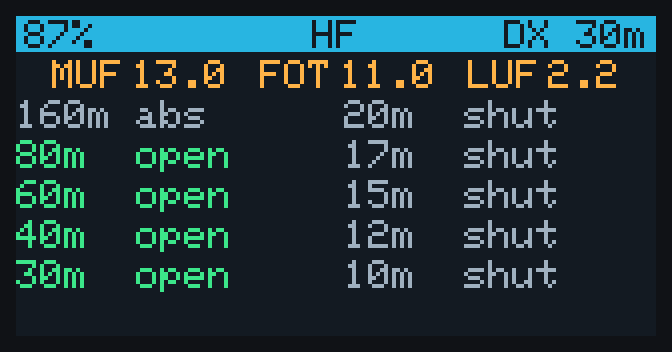 87% HF DX 30m
MUF 13.0 FOT 11.0 LUF 2.2
160m abs 20m shut
80m open 17m shut
60m open 15m shut
40m open 12m shut
30m open 10m shut